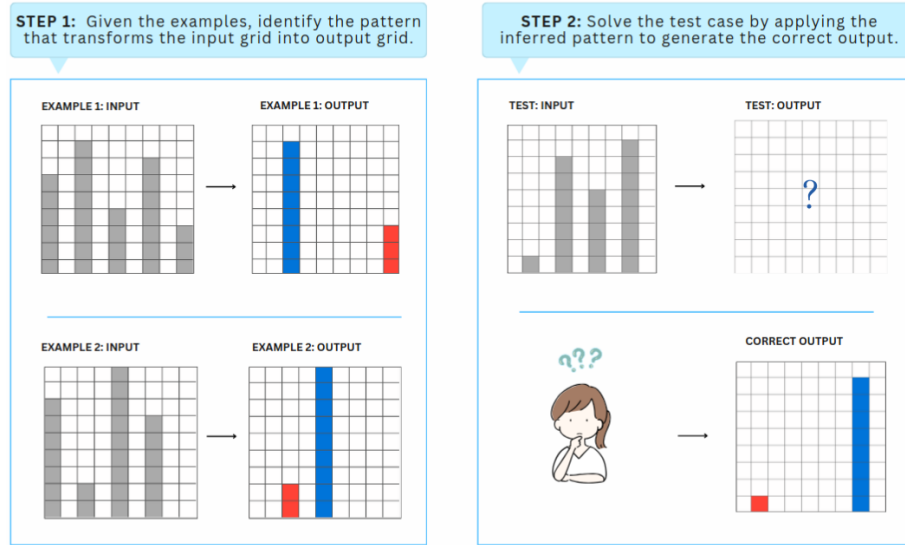 STEP 1: Given the examples, identify the pattern
that transforms the input grid into output grid.
EXAMPLE 1: INPUT
EXAMPLE 1: OUTPUT
EXAMPLE 2: INPUT
EXAMPLE 2: OUTPUT
STEP 2: Solve the test case by applying the
inferred pattern to generate the correct output.
TEST: INPUT
TEST: OUTPUT
?
???
CORRECT OUTPUT